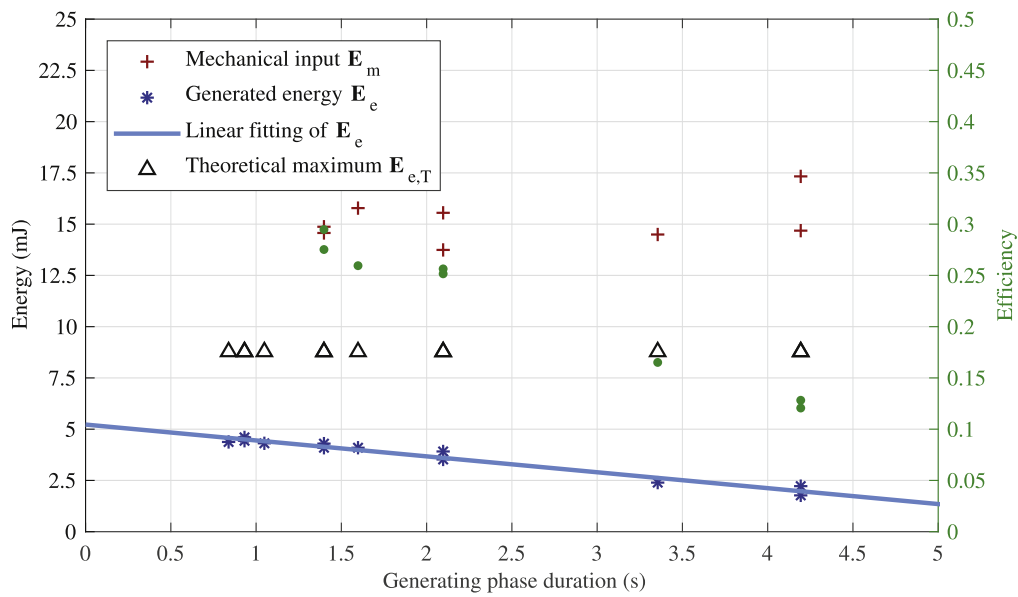 25
22.5
20
17.5
15
12.5
10
7.5
5
2.5
0
Energy (mJ)
Mechanical input E_m
Generated energy E_e
Linear fitting of E_e
Theoretical maximum E_e,T
0.5
0.45
0.4
0.35
0.3
0.25
0.2
0.15
0.1
0.05
0
Efficiency
0 0.5 1 1.5 2 2.5 3 3.5 4 4.5 5
Generating phase duration (s)